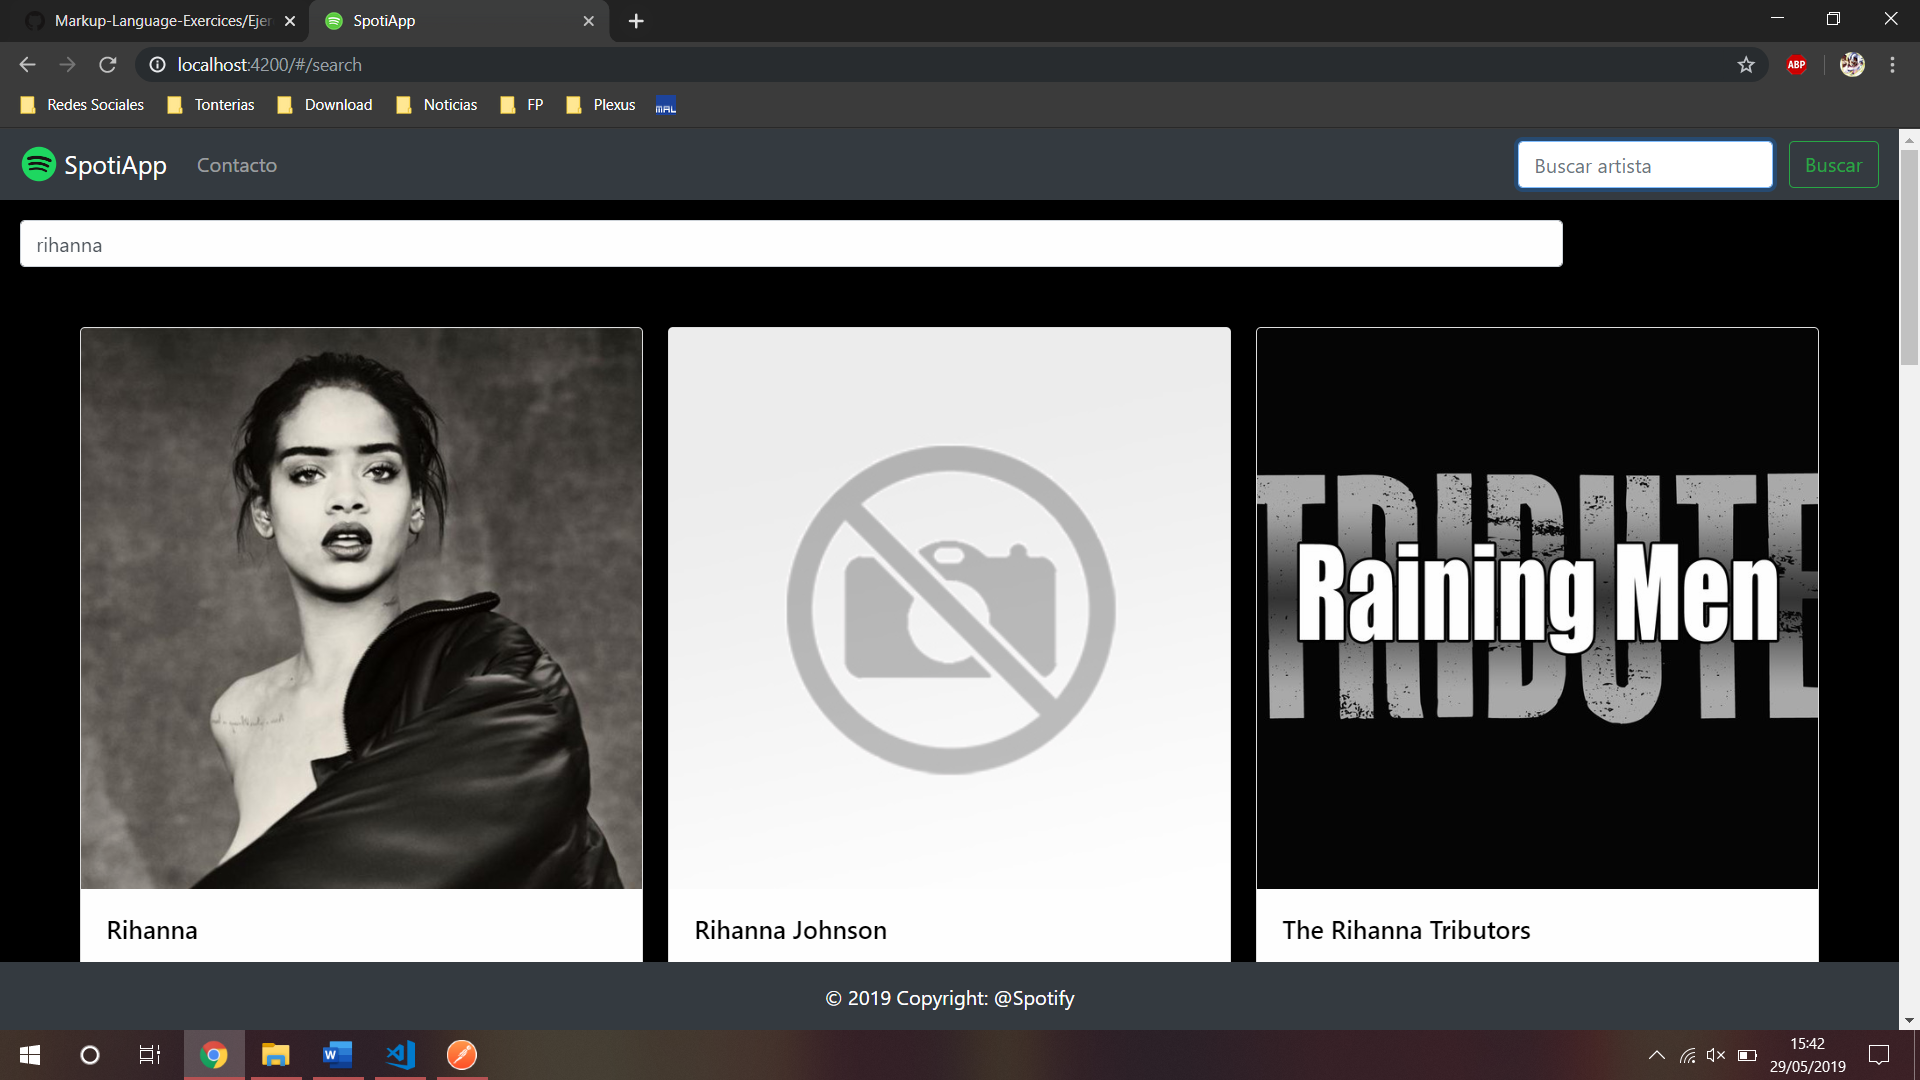 Markup-Language-Exercices/Ejer
SpotiApp
localhost:4200/#/search
ABP
Redes Sociales
Tonterias
Download
Noticias
FP
Plexus
MAL
SpotiApp
Contacto
Buscar artista
Buscar
rihanna
TRIBUTE
Raining Men
Rihanna
Rihanna Johnson
The Rihanna Tributors
© 2019 Copyright: @Spotify
W
15:42
29/05/2019